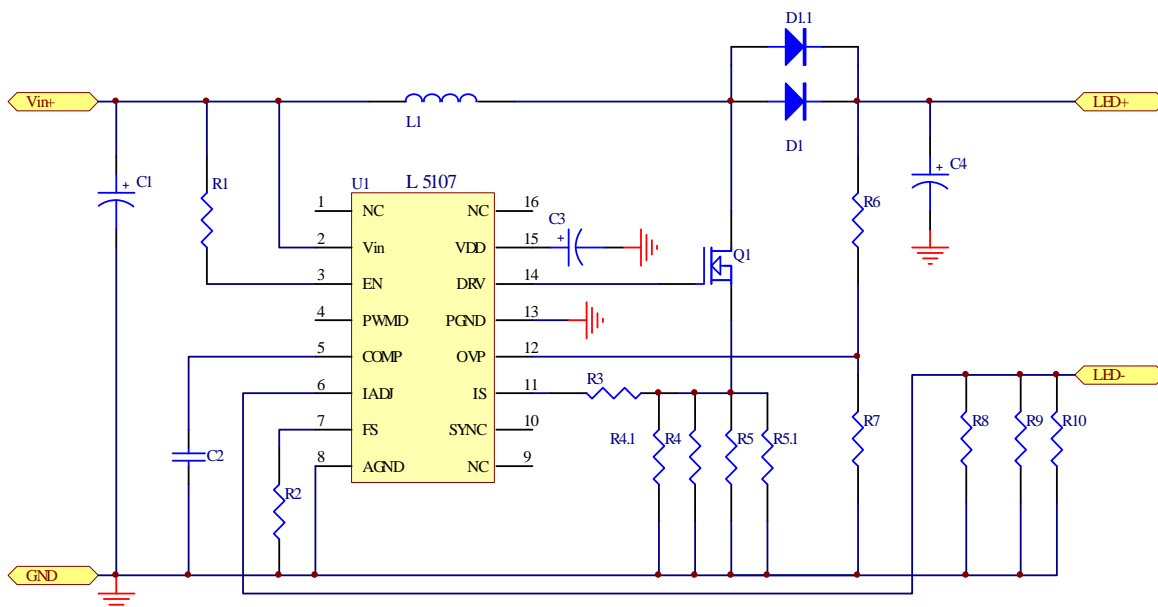 D1.1
Vin+
LED+
L1
D1
C1
R1
U1
L 5107
C4
R6
1
NC
NC
16
C3
+
2
Vin
VDD
15
+
+
Q1
3
EN
DRV
14
4
PWMD
PGND
13
5
COMP
OVP
12
LED-
6
IADJ
IS
11
R3
7
FS
SYNC
10
R4.1
R4
R5
R5.1
R7
R8
R9
R10
8
AGND
NC
9
C2
R2
GND